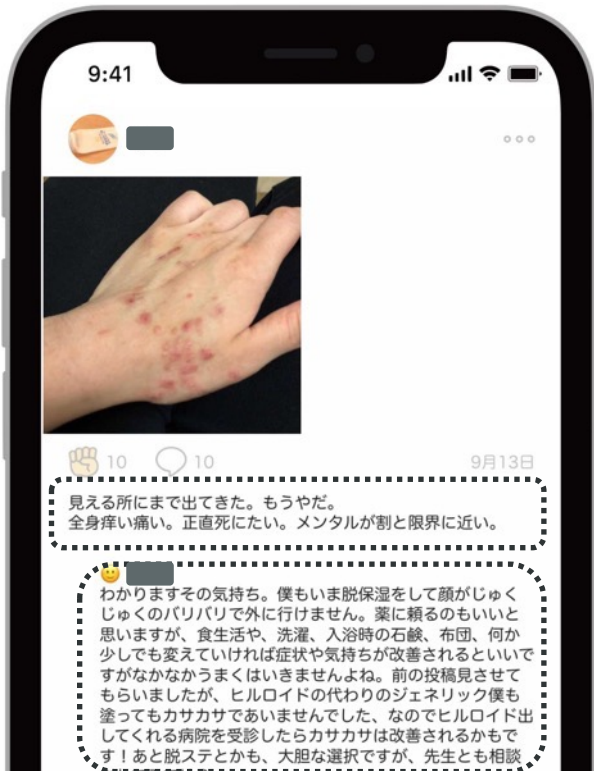 9:41
10
10
9月13日
見える所にまで出てきた。もうやだ。
全身痒い痛い。正直死にたい。メンタルが割と限界に近い。
わかりますその気持ち。僕もいま脱保湿をして顔がじゅく
じゅくのバリバリで外に行けません。薬に頼るのもいいと
思いますが、食生活や、洗濯、入浴時の石鹸、布団、何か
少しでも変えていければ症状や気持ちが改善されるといいで
すがなかなかうまくはいきませんよね。前の投稿見させて
もらいましたが、ヒルロイドの代わりのジェネリック僕も
塗ってもカサカサであいませんでした、なのでヒルロイド出
してくれる病院を受診したらカサカサは改善されるかもで
す！あと脱ステとかも、大胆な選択ですが、先生とも相談